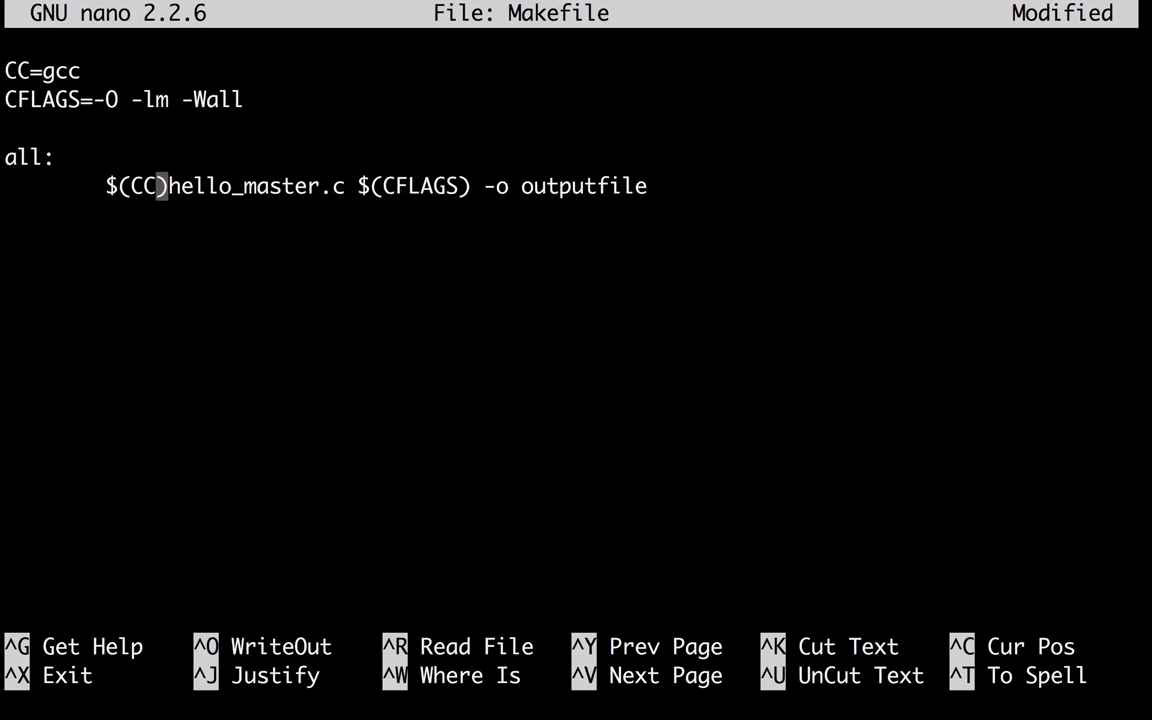 GNU nano 2.2.6 File: Makefile Modified
CC=gcc
CFLAGS=-O -lm -Wall
all:
$(CC)hello_master.c $(CFLAGS) -o outputfile
^G Get Help ^O WriteOut ^R Read File ^Y Prev Page ^K Cut Text ^C Cur Pos
^X Exit ^J Justify ^W Where Is ^V Next Page ^U UnCut Text ^T To Spell